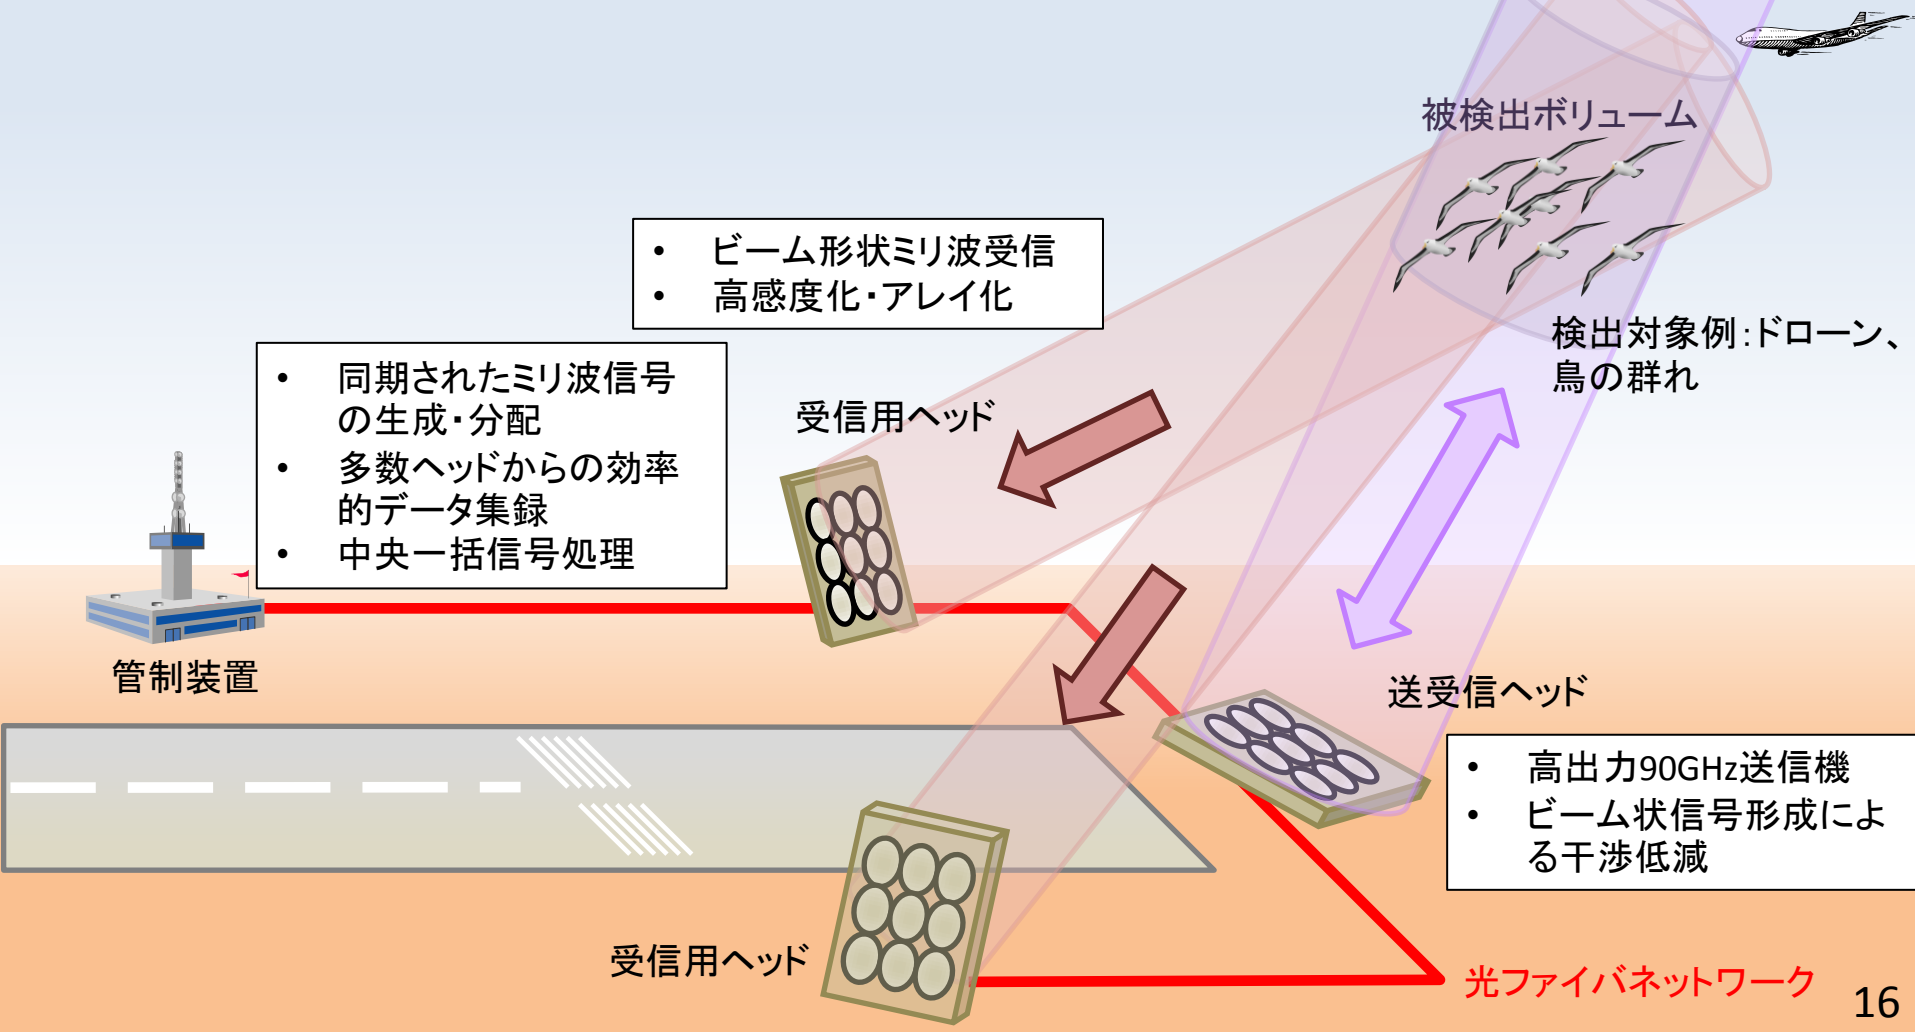 被検出ボリューム
• ビーム形状ミリ波受信
• 高感度化・アレイ化
検出対象例：ドローン、
鳥の群れ
• 同期されたミリ波信号
の生成・分配
• 多数ヘッドからの効率
的データ集録
• 中央一括信号処理
受信用ヘッド
管制装置
送受信ヘッド
• 高出力90GHz送信機
• ビーム状信号形成によ
る干渉低減
受信用ヘッド
光ファイバネットワーク
16